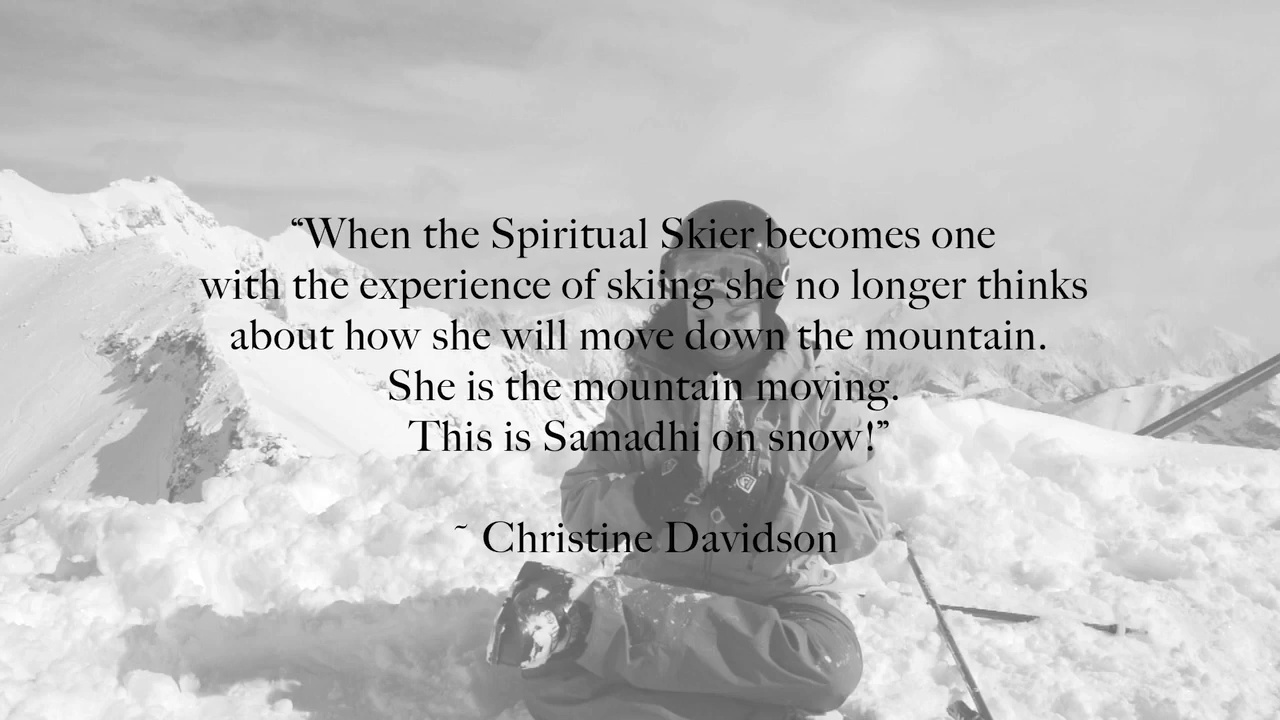 “When the Spiritual Skier becomes one
with the experience of skiing she no longer thinks
about how she will move down the mountain.
She is the mountain moving.
This is Samadhi on snow!”
~ Christine Davidson